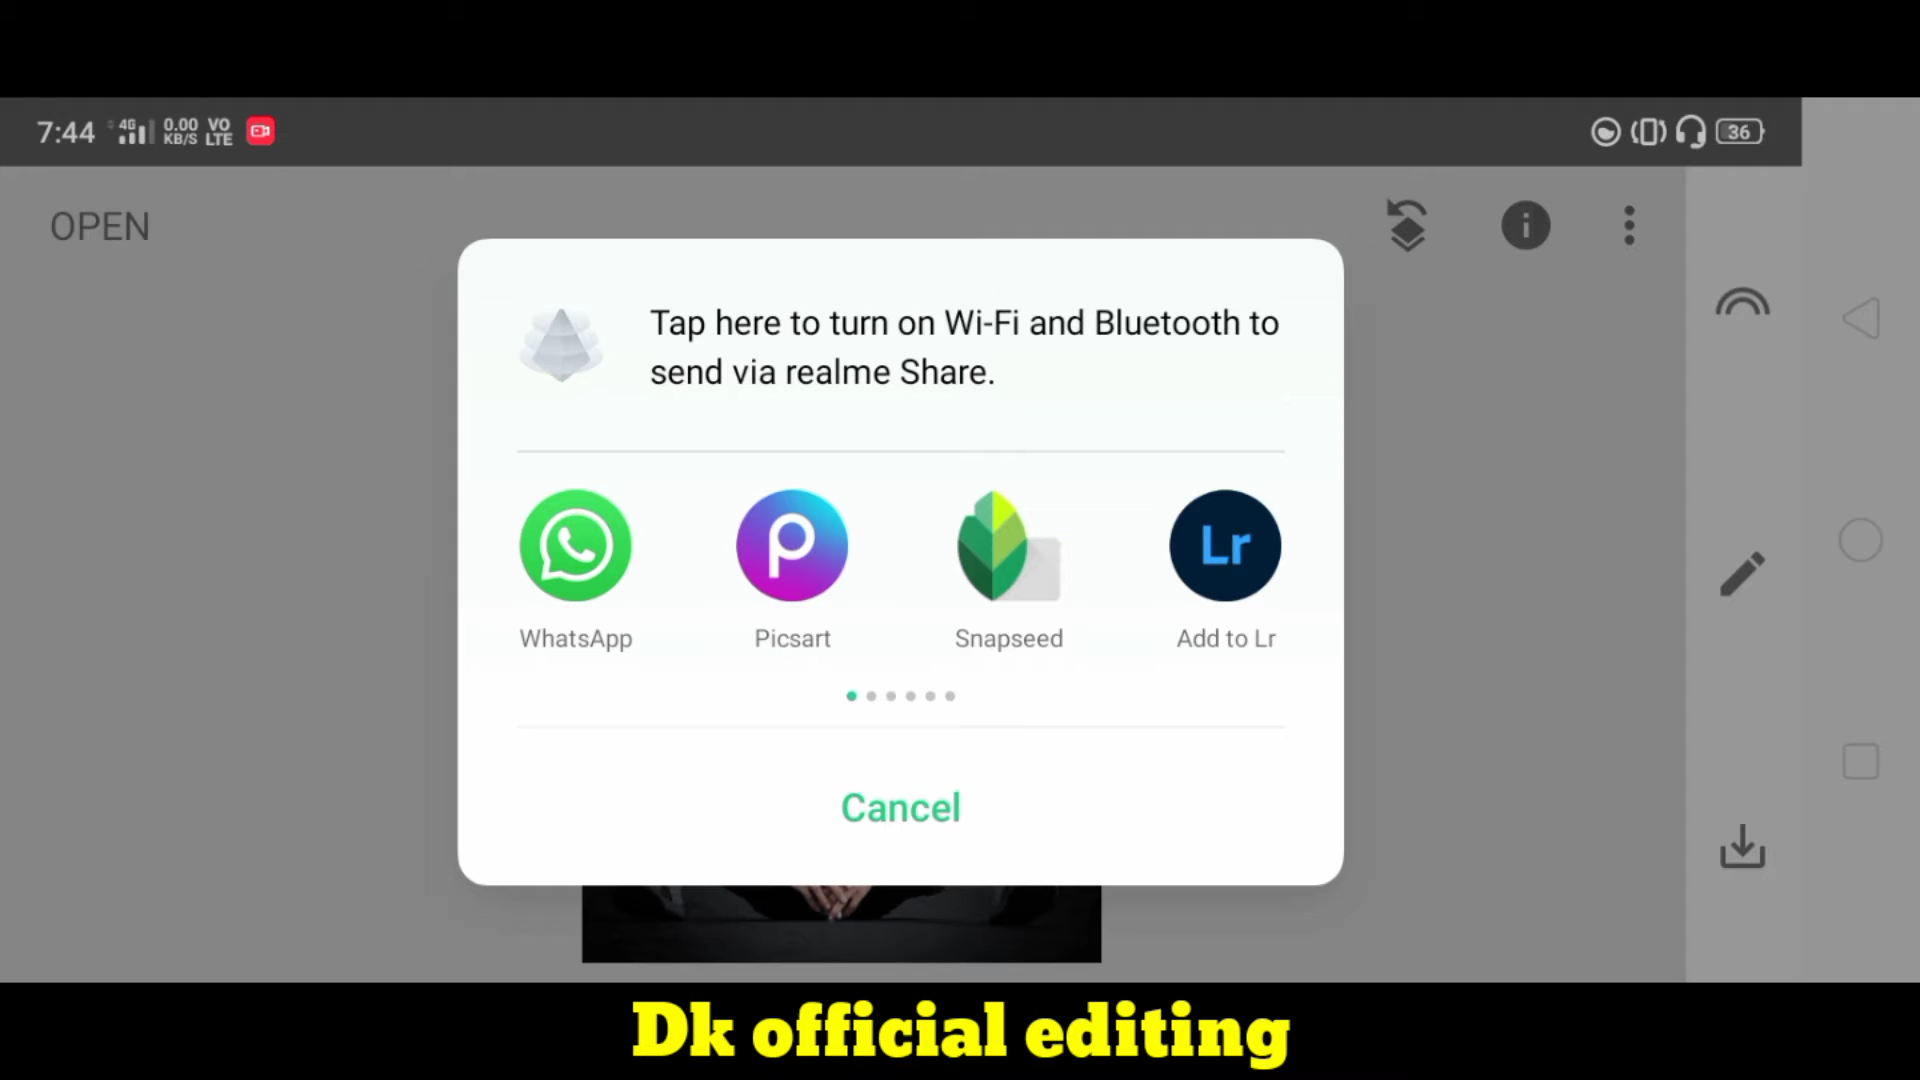 7:44 4G 0.00 KB/S VO LTE 36
OPEN
Tap here to turn on Wi-Fi and Bluetooth to
send via realme Share.
Lr
WhatsApp Picsart Snapseed Add to Lr
Cancel
Dk official editing